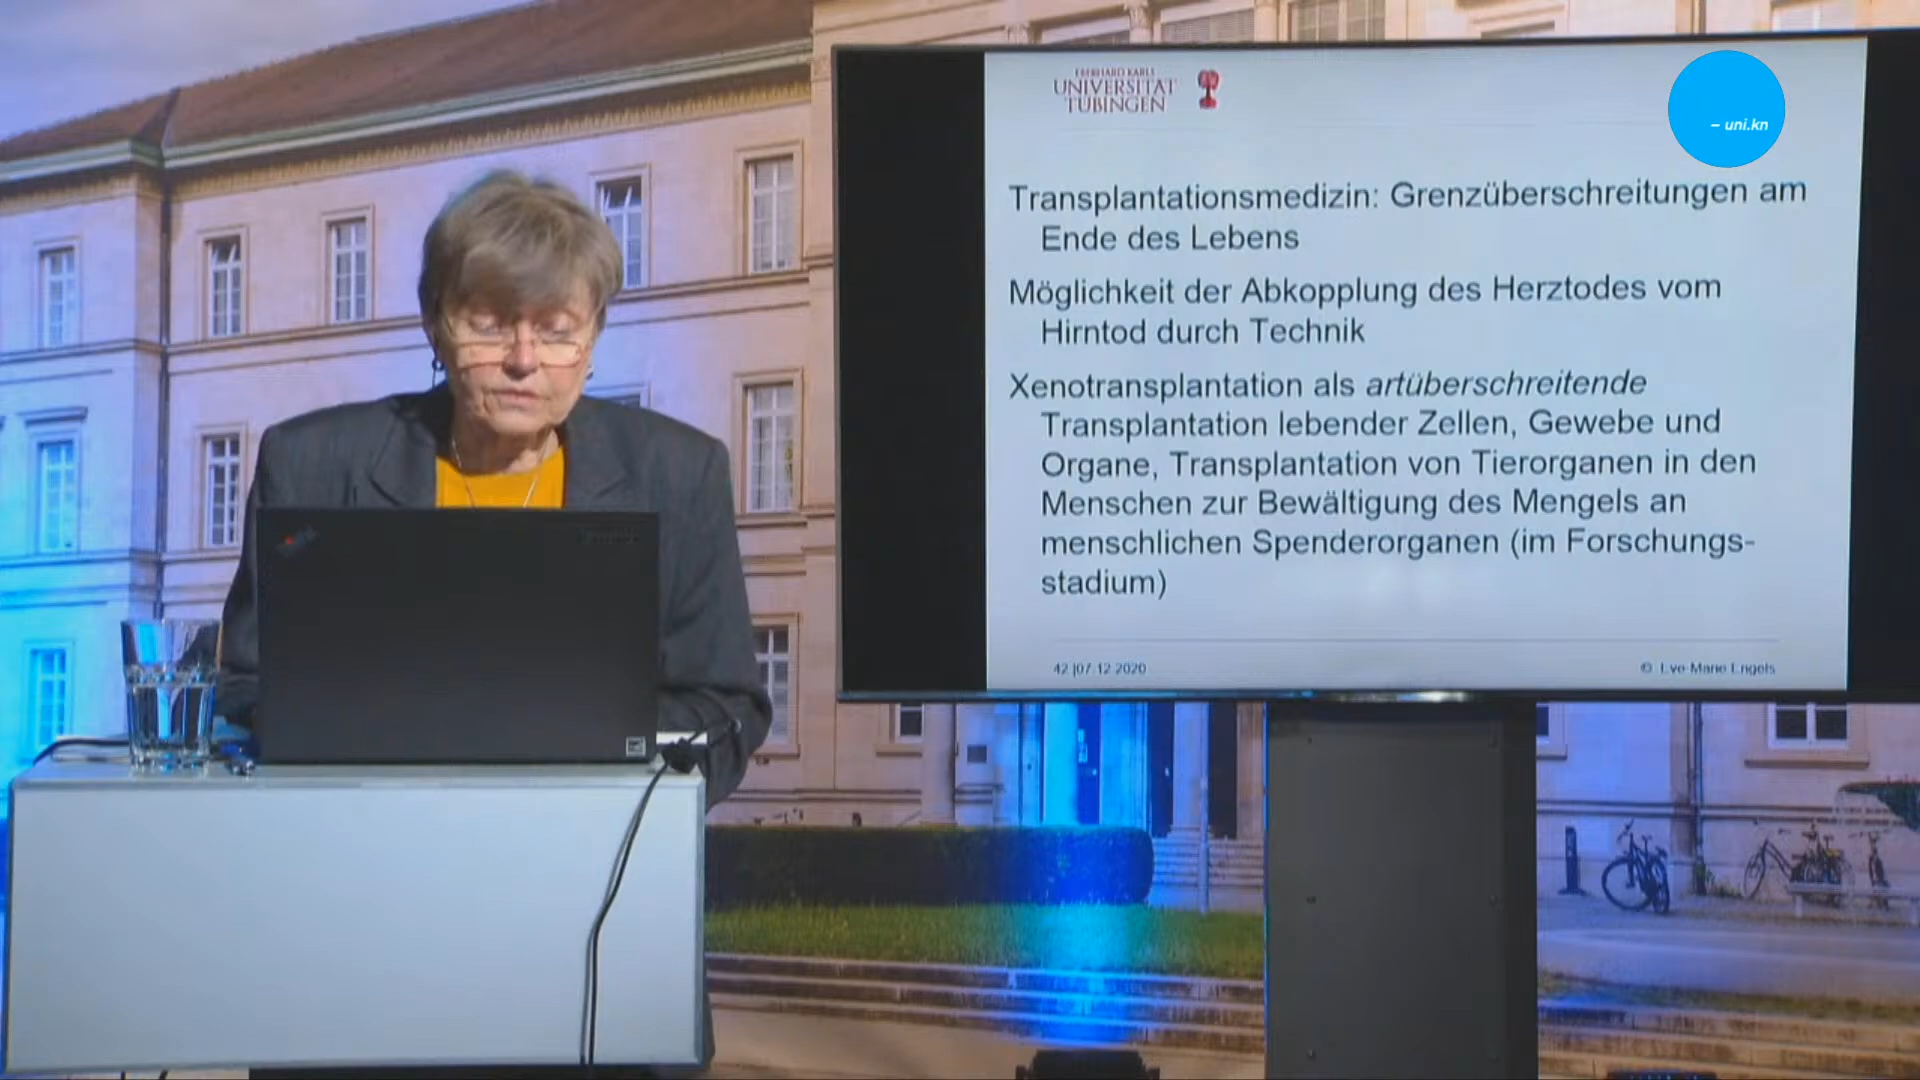 EBERHARD KARLS
UNIVERSITÄT
TÜBINGEN
– uni.kn
Transplantationsmedizin: Grenzüberschreitungen am
Ende des Lebens
Möglichkeit der Abkopplung des Herztodes vom
Hirntod durch Technik
Xenotransplantation als artüberschreitende
Transplantation lebender Zellen, Gewebe und
Organe, Transplantation von Tierorganen in den
Menschen zur Bewältigung des Mengels an
menschlichen Spenderorganen (im Forschungs-
stadium)
42 |07.12.2020
© Eve-Marie Engels